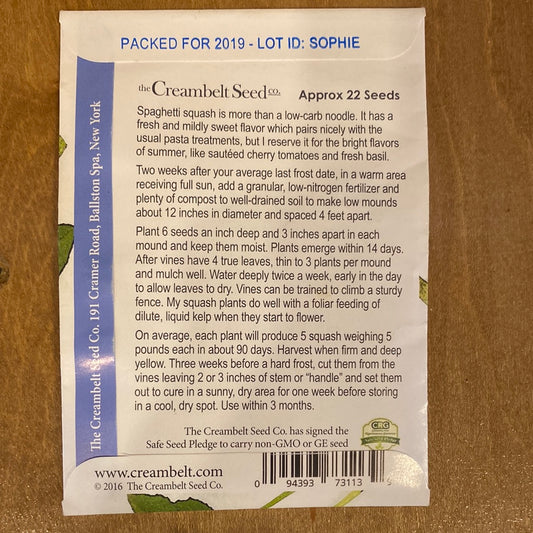 PACKED FOR 2019 - LOT ID: SOPHIE
the Creambelt Seed co.
Approx 22 Seeds
Spaghetti squash is more than a low-carb noodle. It has a
fresh and mildly sweet flavor which pairs nicely with the
usual pasta treatments, but I reserve it for the bright flavors
of summer, like sautéed cherry tomatoes and fresh basil.
Two weeks after your average last frost date, in a warm area
receiving full sun, add a granular, low-nitrogen fertilizer and
plenty of compost to well-drained soil to make low mounds
about 12 inches in diameter and spaced 4 feet apart.
Plant 6 seeds an inch deep and 3 inches apart in each
mound and keep them moist. Plants emerge within 14 days.
After vines have 4 true leaves, thin to 3 plants per mound
and mulch well. Water deeply twice a week, early in the day
to allow leaves to dry. Vines can be trained to climb a sturdy
fence. My squash plants do well with a foliar feeding of
dilute, liquid kelp when they start to flower.
On average, each plant will produce 5 squash weighing 5
pounds each in about 90 days. Harvest when firm and deep
yellow. Three weeks before a hard frost, cut them from the
vines leaving 2 or 3 inches of stem or “handle” and set them
out to cure in a sunny, dry area for one week before storing
in a cool, dry spot. Use within 3 months.
The Creambelt Seed Co. has signed the
Safe Seed Pledge to carry non-GMO or GE seed
CRG
www.creambelt.com
© 2016 The Creambelt Seed Co.
0 94393 73113
The Creambelt Seed Co. 191 Cramer Road, Ballston Spa, New York